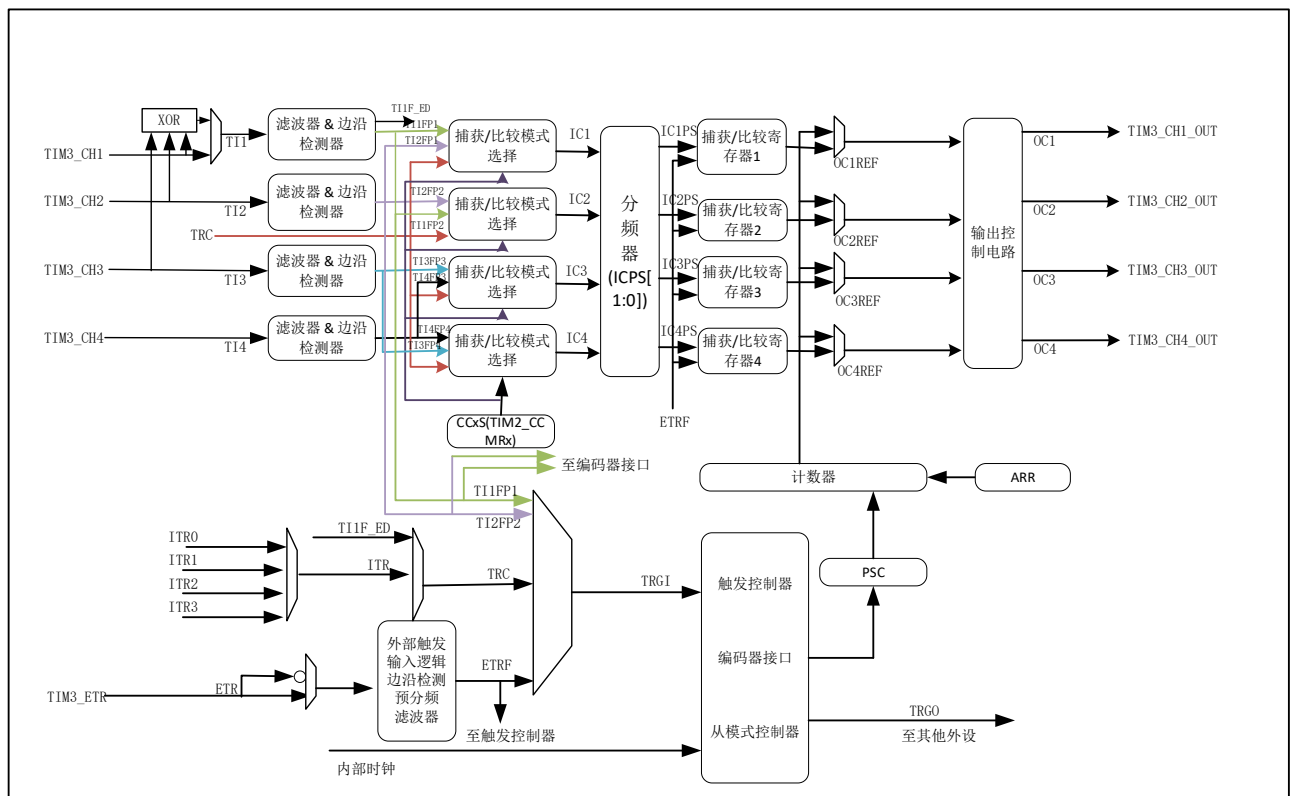 XOR
TI1F_ED
TIM3_CH1
TI1
滤波器 & 边沿
检测器
TI1FP1
TI2FP1
捕获/比较模式
选择
IC1
IC1PS
捕获/比较寄
存器1
OC1REF
OC1
TIM3_CH1_OUT
TIM3_CH2
TI2
滤波器 & 边沿
检测器
TI2FP2
TI1FP2
捕获/比较模式
选择
IC2
IC2PS
捕获/比较寄
存器2
OC2REF
OC2
TIM3_CH2_OUT
TRC
TIM3_CH3
TI3
滤波器 & 边沿
检测器
TI3FP3
TI4FP3
捕获/比较模式
选择
IC3
IC3PS
捕获/比较寄
存器3
OC3REF
OC3
TIM3_CH3_OUT
TIM3_CH4
TI4
滤波器 & 边沿
检测器
TI4FP4
TI3FP4
捕获/比较模式
选择
IC4
IC4PS
捕获/比较寄
存器4
OC4REF
OC4
TIM3_CH4_OUT
分
频
器
(ICPS[
1:0])
输出控
制电路
ETRF
CCxS(TIM2_CC
MRx)
至编码器接口
计数器
ARR
TI1FP1
TI2FP2
ITR0
ITR1
ITR2
ITR3
TI1F_ED
ITR
TRC
TRGI
触发控制器
编码器接口
从模式控制器
PSC
TIM3_ETR
ETR
外部触发
输入逻辑
边沿检测
预分频
滤波器
ETRF
至触发控制器
内部时钟
TRGO
至其他外设